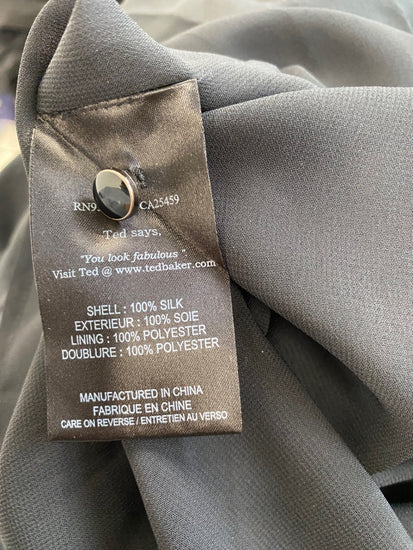 RN9 CA25459
Ted says,
"You look fabulous".
Visit Ted @ www.tedbaker.com
SHELL : 100% SILK
EXTERIEUR : 100% SOIE
LINING : 100% POLYESTER
DOUBLURE : 100% POLYESTER
MANUFACTURED IN CHINA
FABRIQUE EN CHINE
CARE ON REVERSE / ENTRETIEN AU VERSO